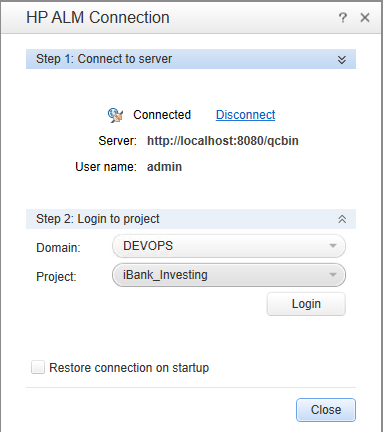 HP ALM Connection ? ×
Step 1: Connect to server
Connected Disconnect
Server: http://localhost:8080/qcbin
User name: admin
Step 2: Login to project
Domain: DEVOPS
Project: iBank_Investing
Login
Restore connection on startup
Close